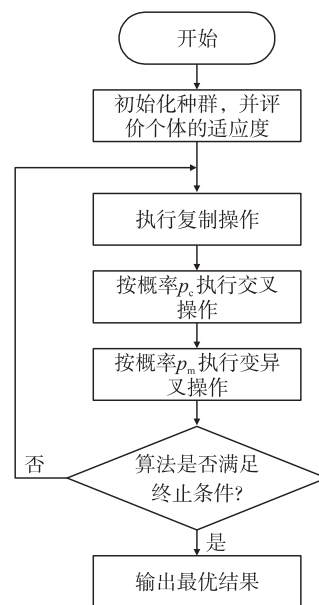 开始
初始化种群，并评
价个体的适应度
执行复制操作
按概率pc执行交叉
操作
按概率pm执行变异
叉操作
算法是否满足
终止条件?
否
是
输出最优结果